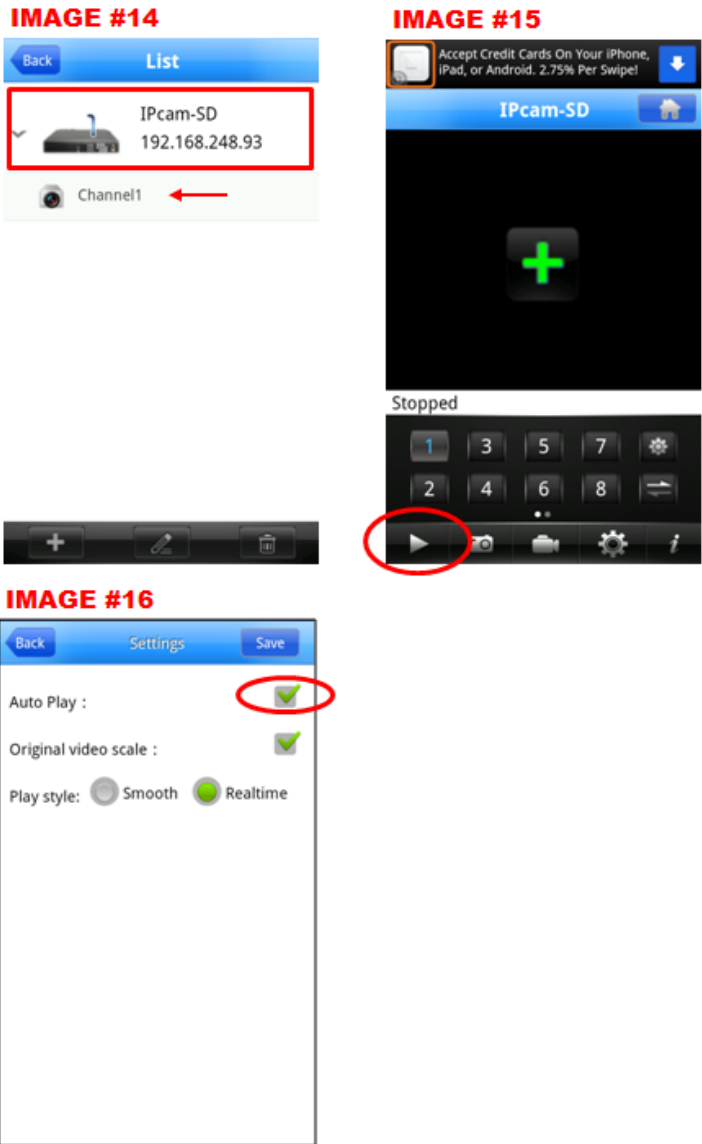 IMAGE #14
Back
List
IPcam-SD
192.168.248.93
Channel1
IMAGE #15
Accept Credit Cards On Your iPhone,
iPad, or Android. 2.75% Per Swipe!
IPcam-SD
Stopped
1 3 5 7
2 4 6 8
i
IMAGE #16
Back Settings Save
Auto Play :
Original video scale :
Play style: Smooth Realtime